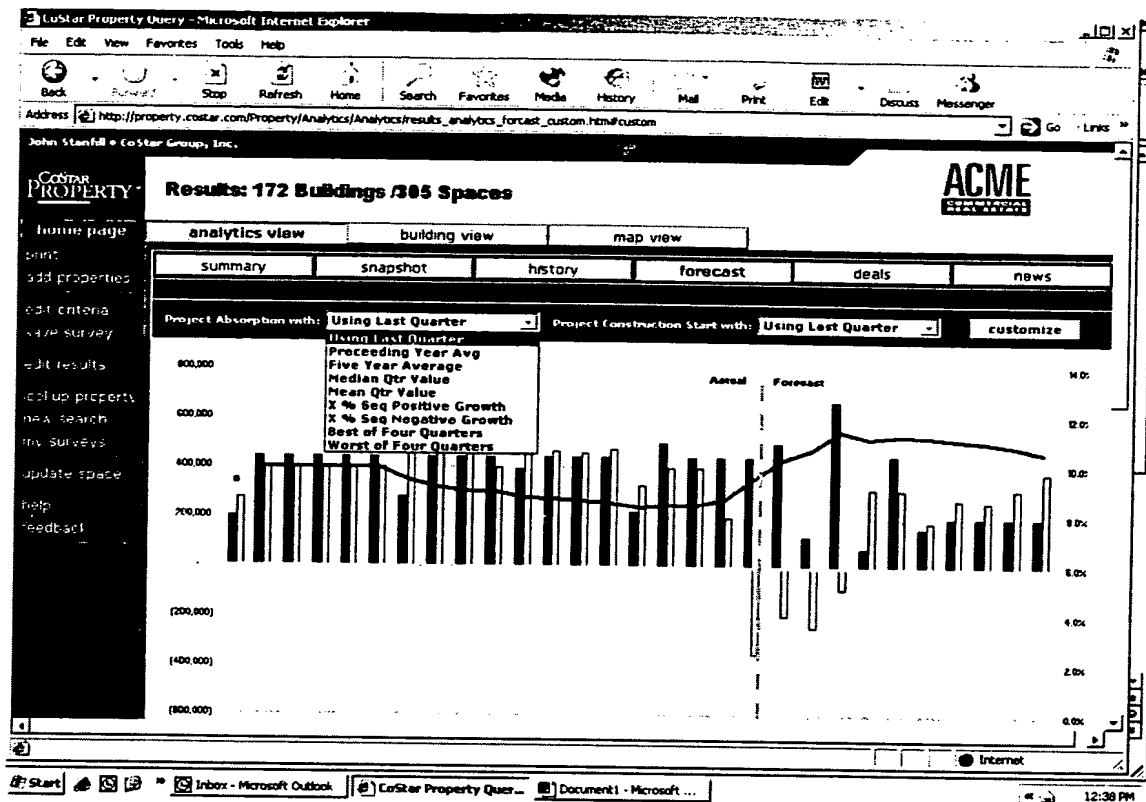 CoStar Property Query - Microsoft Internet Explorer
File Edit View Favorites Tools Help
Back Forward Stop Refresh Home Search Favorites Media History Mail Print Edit Discuss Messenger
Address http://property.costar.com/Property/Analytics/Analytics/results_analytics_forcast_custom.htm#custom Go Links »
John Stanfill • CoStar Group, Inc.
COSTAR
PROPERTY
Results: 172 Buildings /305 Spaces
ACME
COMMERCIAL
REAL ESTATE
home page
analytics view building view map view
print
add properties
summary snapshot history forecast deals news
edit criteria
save survey
Project Absorption with: Using Last Quarter Project Construction Start with: Using Last Quarter customize
Using Last Quarter
Preceeding Year Avg
Five Year Average
Median Qtr Value
Mean Qtr Value
X % Seq Positive Growth
X % Seq Negative Growth
Best of Four Quarters
Worst of Four Quarters
edit results
property
new search
my surveys
update space
help
feedback
Actual Forecast
800,000
600,000
400,000
200,000
-
(200,000)
(400,000)
(800,000)
14.0%
12.0%
10.0%
8.0%
6.0%
4.0%
2.0%
0.0%
Internet
Start » Inbox - Microsoft Outlook CoStar Property Quer... Document1 - Microsoft ... « 12:38 PM